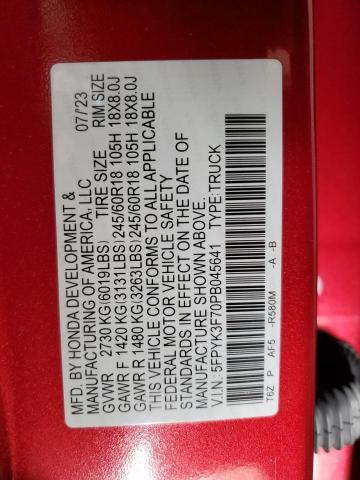 MFD. BY HONDA DEVELOPMENT & 07/23
MANUFACTURING OF AMERICA, LLC
GVWR 2730 KG(6019LBS) TIRE SIZE RIM SIZE
GAWR F 1420 KG(3131LBS)245/60R18 105H 18X8.0J
GAWR R 1480 KG(3263LBS)245/60R18 105H 18X8.0J
THIS VEHICLE CONFORMS TO ALL APPLICABLE
FEDERAL MOTOR VEHICLE SAFETY
STANDARDS IN EFFECT ON THE DATE OF
MANUFACTURE SHOWN ABOVE.
V.I.N.: 5FPYK3F70PB045641 TYPE:TRUCK
T6Z P AF5 -R580M -A -B